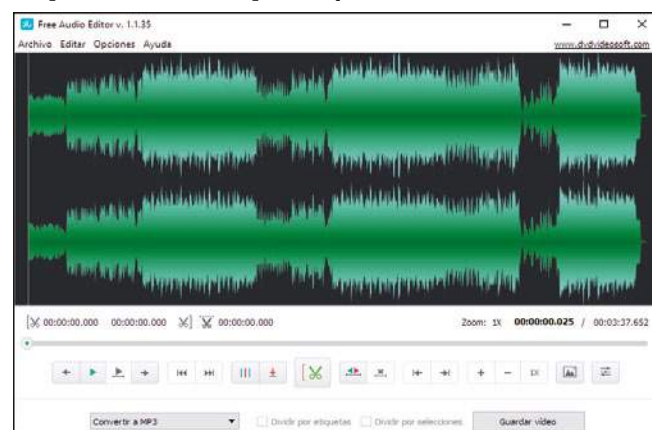 Free Audio Editor v. 1.1.35
Archivo Editar Opciones Ayuda www.dvdvideosoft.com
00:00:00.000 00:00:00.000 00:00:00.000 Zoom: 1X 00:00:00.025 / 00:03:37.652
1X
Convertir a MP3 Dividir por etiquetas Dividir por selecciones Guardar vídeo